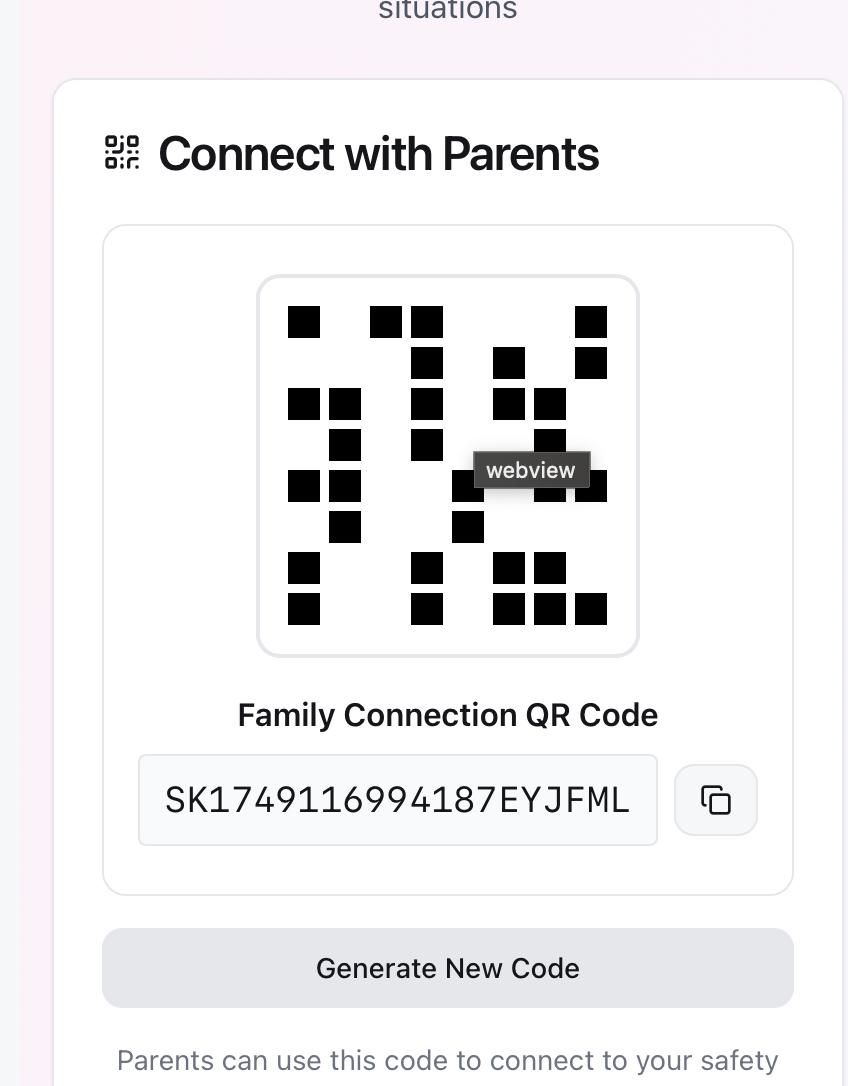 situations
Connect with Parents
webview
Family Connection QR Code
SK1749116994187EYJFML
Generate New Code
Parents can use this code to connect to your safety